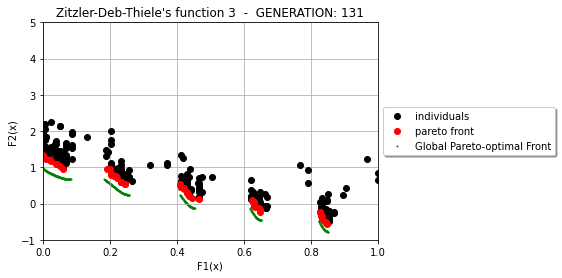 Zitzler-Deb-Thiele's function 3  -  GENERATION: 131
5
4
3
2
1
0
−1
F2(x)
0.0 0.2 0.4 0.6 0.8 1.0
F1(x)
individuals
pareto front
Global Pareto-optimal Front